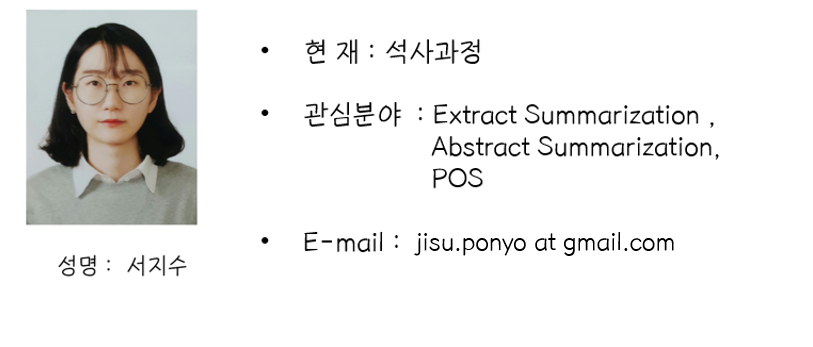 • 현 재 : 석사과정
• 관심분야 : Extract Summarization ,
Abstract Summarization,
POS
• E-mail : jisu.ponyo at gmail.com
성명 : 서지수